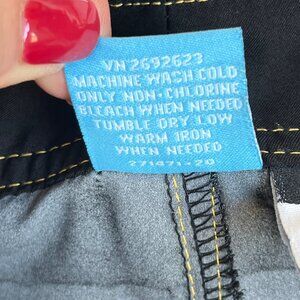 VN 2692623
MACHINE WASH COLD
ONLY NON-CHLORINE
BLEACH WHEN NEEDED
TUMBLE DRY LOW
WARM IRON
WHEN NEEDED
271071-20